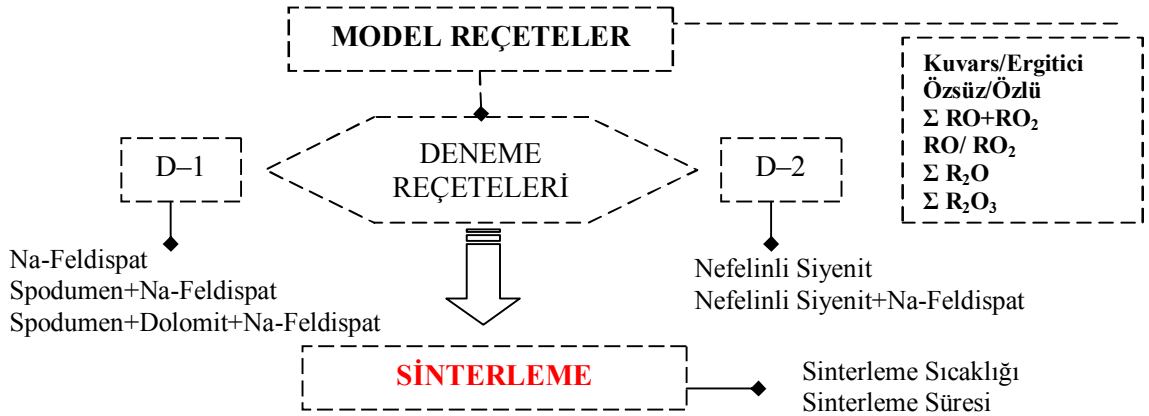 MODEL REÇETELER
Kuvars/Ergitici
Özsüz/Özlü
Σ RO+RO₂
RO/ RO₂
Σ R₂O
Σ R₂O₃
D–1
DENEME
REÇETELERİ
D–2
Na-Feldispat
Spodumen+Na-Feldispat
Spodumen+Dolomit+Na-Feldispat
Nefelinli Siyenit
Nefelinli Siyenit+Na-Feldispat
SİNTERLEME
Sinterleme Sıcaklığı
Sinterleme Süresi